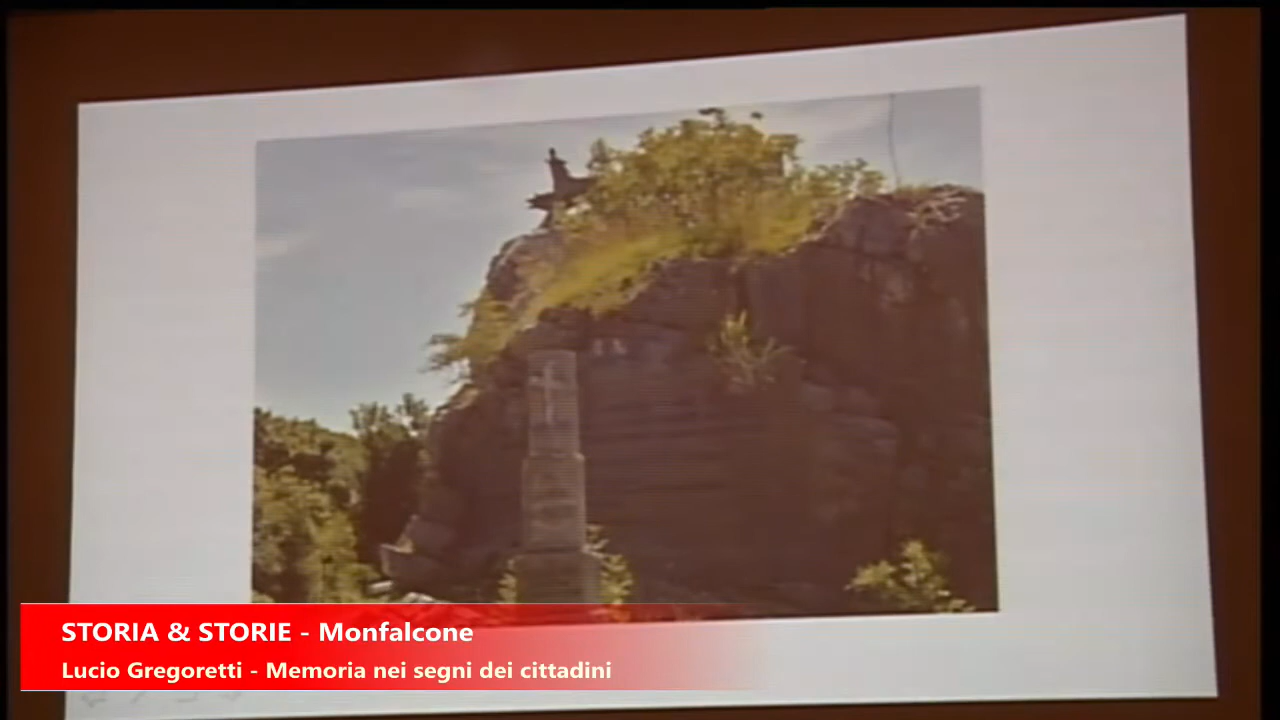 STORIA & STORIE - Monfalcone
Lucio Gregoretti - Memoria nei segni dei cittadini